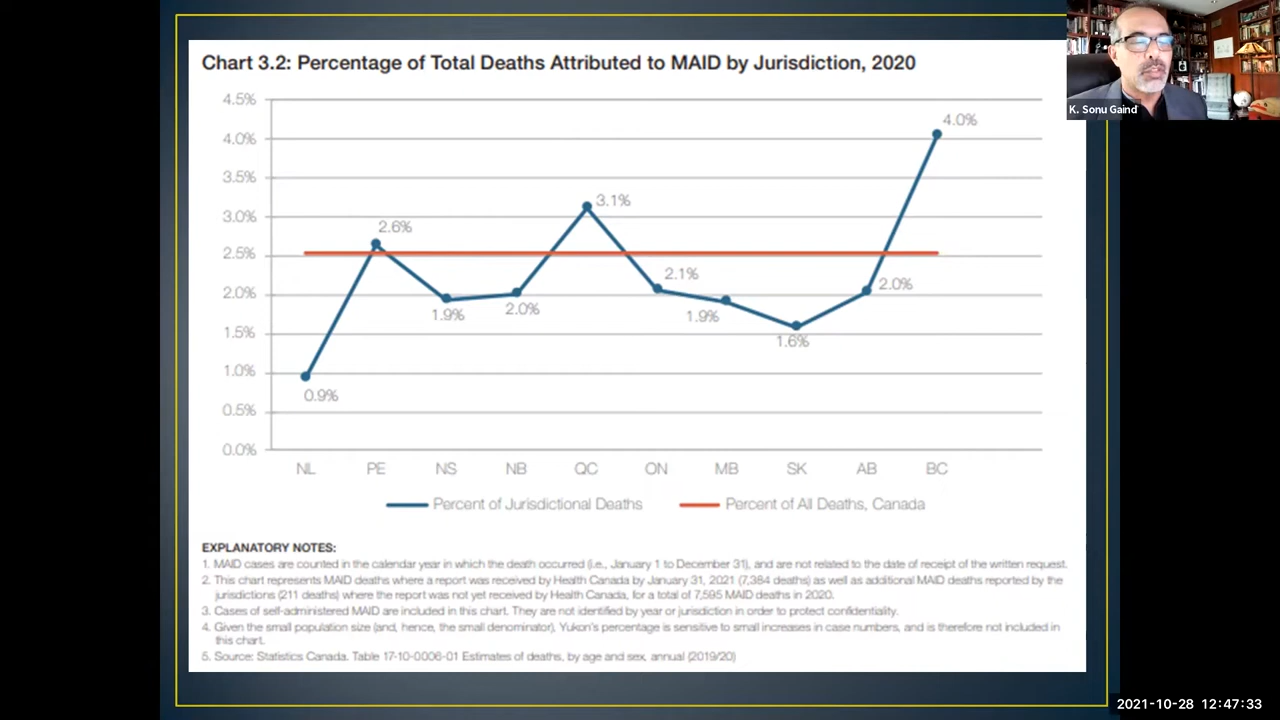 Chart 3.2: Percentage of Total Deaths Attributed to MAID by Jurisdiction, 2020
K. Sonu Gaind
4.5%
4.0%
3.5%
3.0%
2.5%
2.0%
1.5%
1.0%
0.5%
0.0%
0.9%
2.6%
1.9%
2.0%
3.1%
2.1%
1.9%
1.6%
2.0%
4.0%
NL PE NS NB QC ON MB SK AB BC
Percent of Jurisdictional Deaths Percent of All Deaths, Canada
EXPLANATORY NOTES:
1. MAID cases are counted in the calendar year in which the death occurred (i.e., January 1 to December 31), and are not related to the date of receipt of the written request.
2. This chart represents MAID deaths where a report was received by Health Canada by January 31, 2021 (7,384 deaths) as well as additional MAID deaths reported by the
jurisdictions (211 deaths) where the report was not yet received by Health Canada, for a total of 7,595 MAID deaths in 2020.
3. Cases of self-administered MAID are included in this chart. They are not identified by year or jurisdiction in order to protect confidentiality.
4. Given the small population size (and, hence, the small denominator), Yukon's percentage is sensitive to small increases in case numbers, and is therefore not included in
this chart.
5. Source: Statistics Canada. Table 17-10-0006-01 Estimates of deaths, by age and sex, annual (2019/20)
2021-10-28 12:47:33